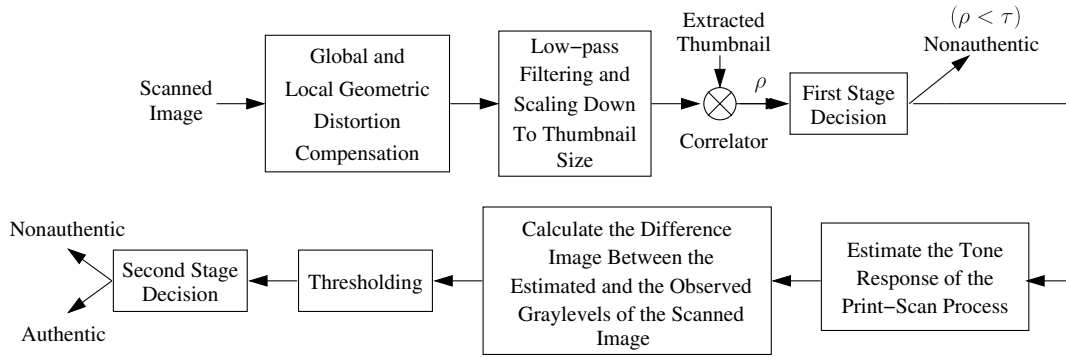 Scanned
Image
Global and
Local Geometric
Distortion
Compensation
Low−pass
Filtering and
Scaling Down
To Thumbnail
Size
Extracted
Thumbnail
Correlator
ρ
First Stage
Decision
(ρ < τ)
Nonauthentic
Estimate the Tone
Response of the
Print−Scan Process
Calculate the Difference
Image Between the
Estimated and the Observed
Graylevels of the Scanned
Image
Thresholding
Second Stage
Decision
Nonauthentic
Authentic